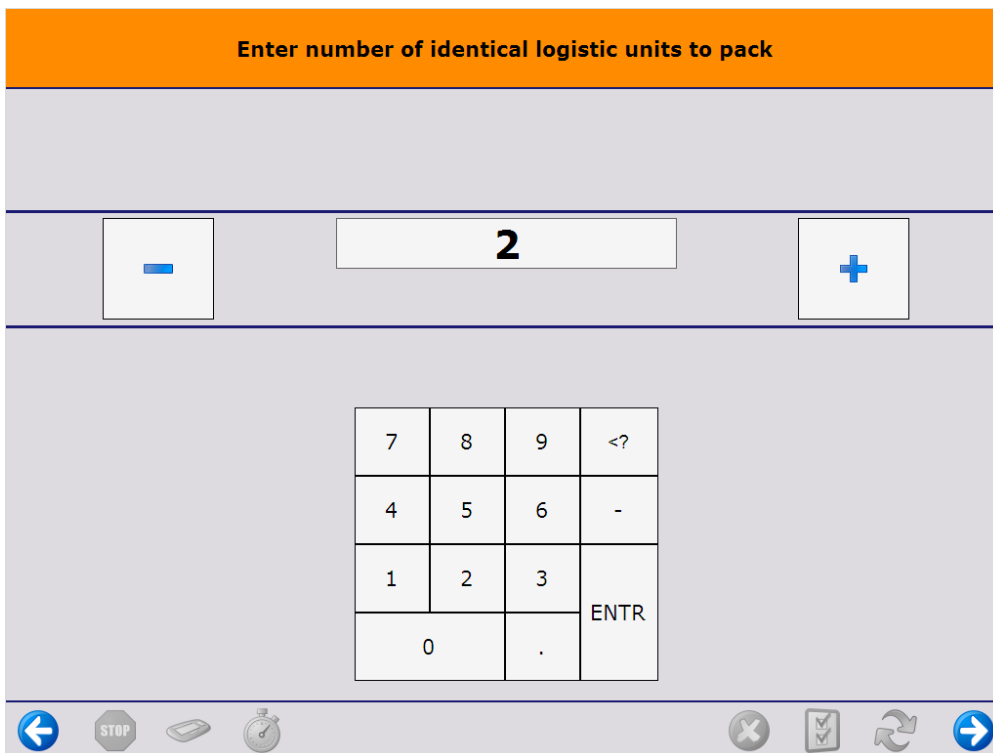 Enter number of identical logistic units to pack
2
7 8 9 <?
4 5 6 -
1 2 3
ENTR
0 .
STOP